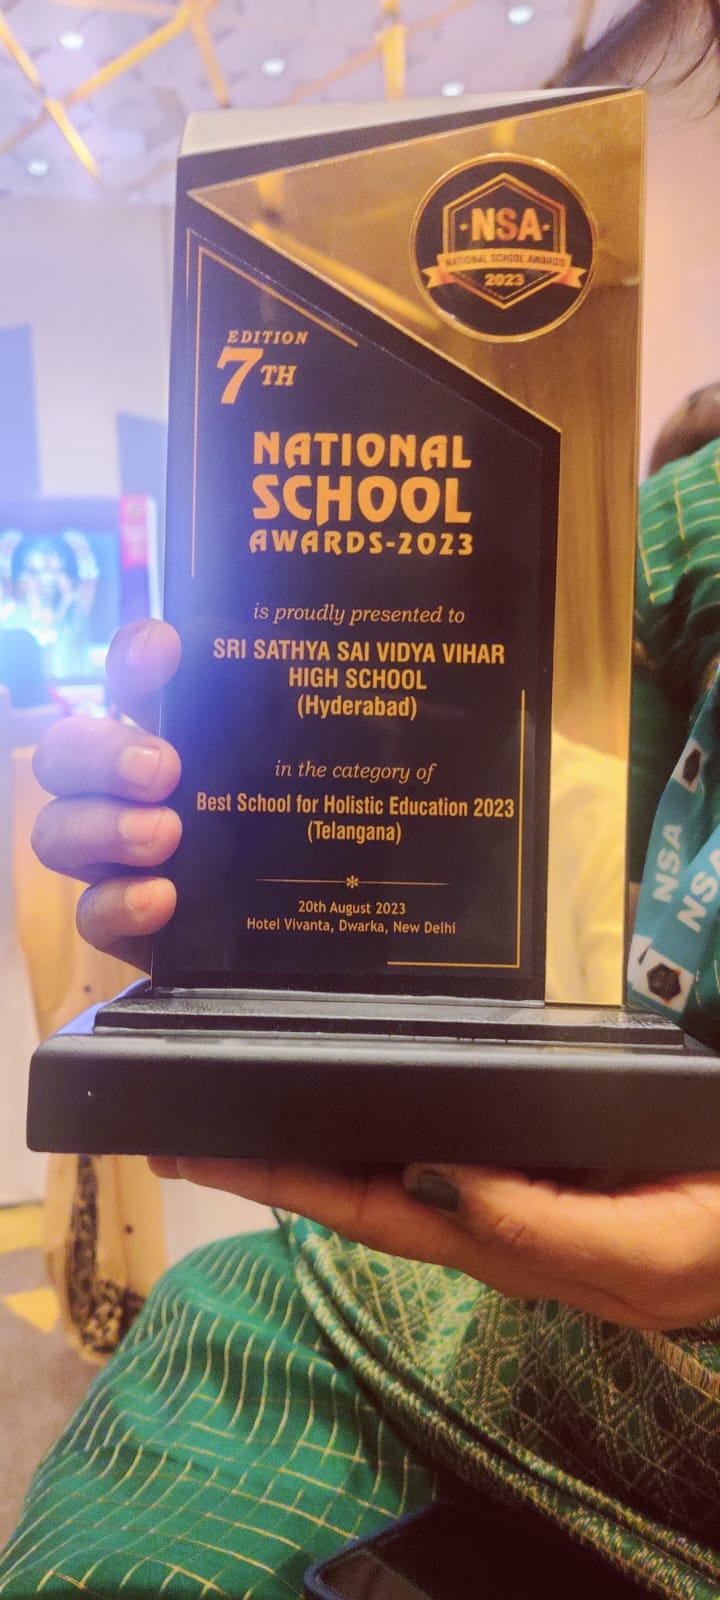 ·NSA·
NATIONAL SCHOOL AWARDS
2023
EDITION
7TH
NATIONAL
SCHOOL
AWARDS-2023
is proudly presented to
SRI SATHYA SAI VIDYA VIHAR
HIGH SCHOOL
(Hyderabad)
in the category of
Best School for Holistic Education 2023
(Telangana)
20th August 2023
Hotel Vivanta, Dwarka, New Delhi
NSA
NSA